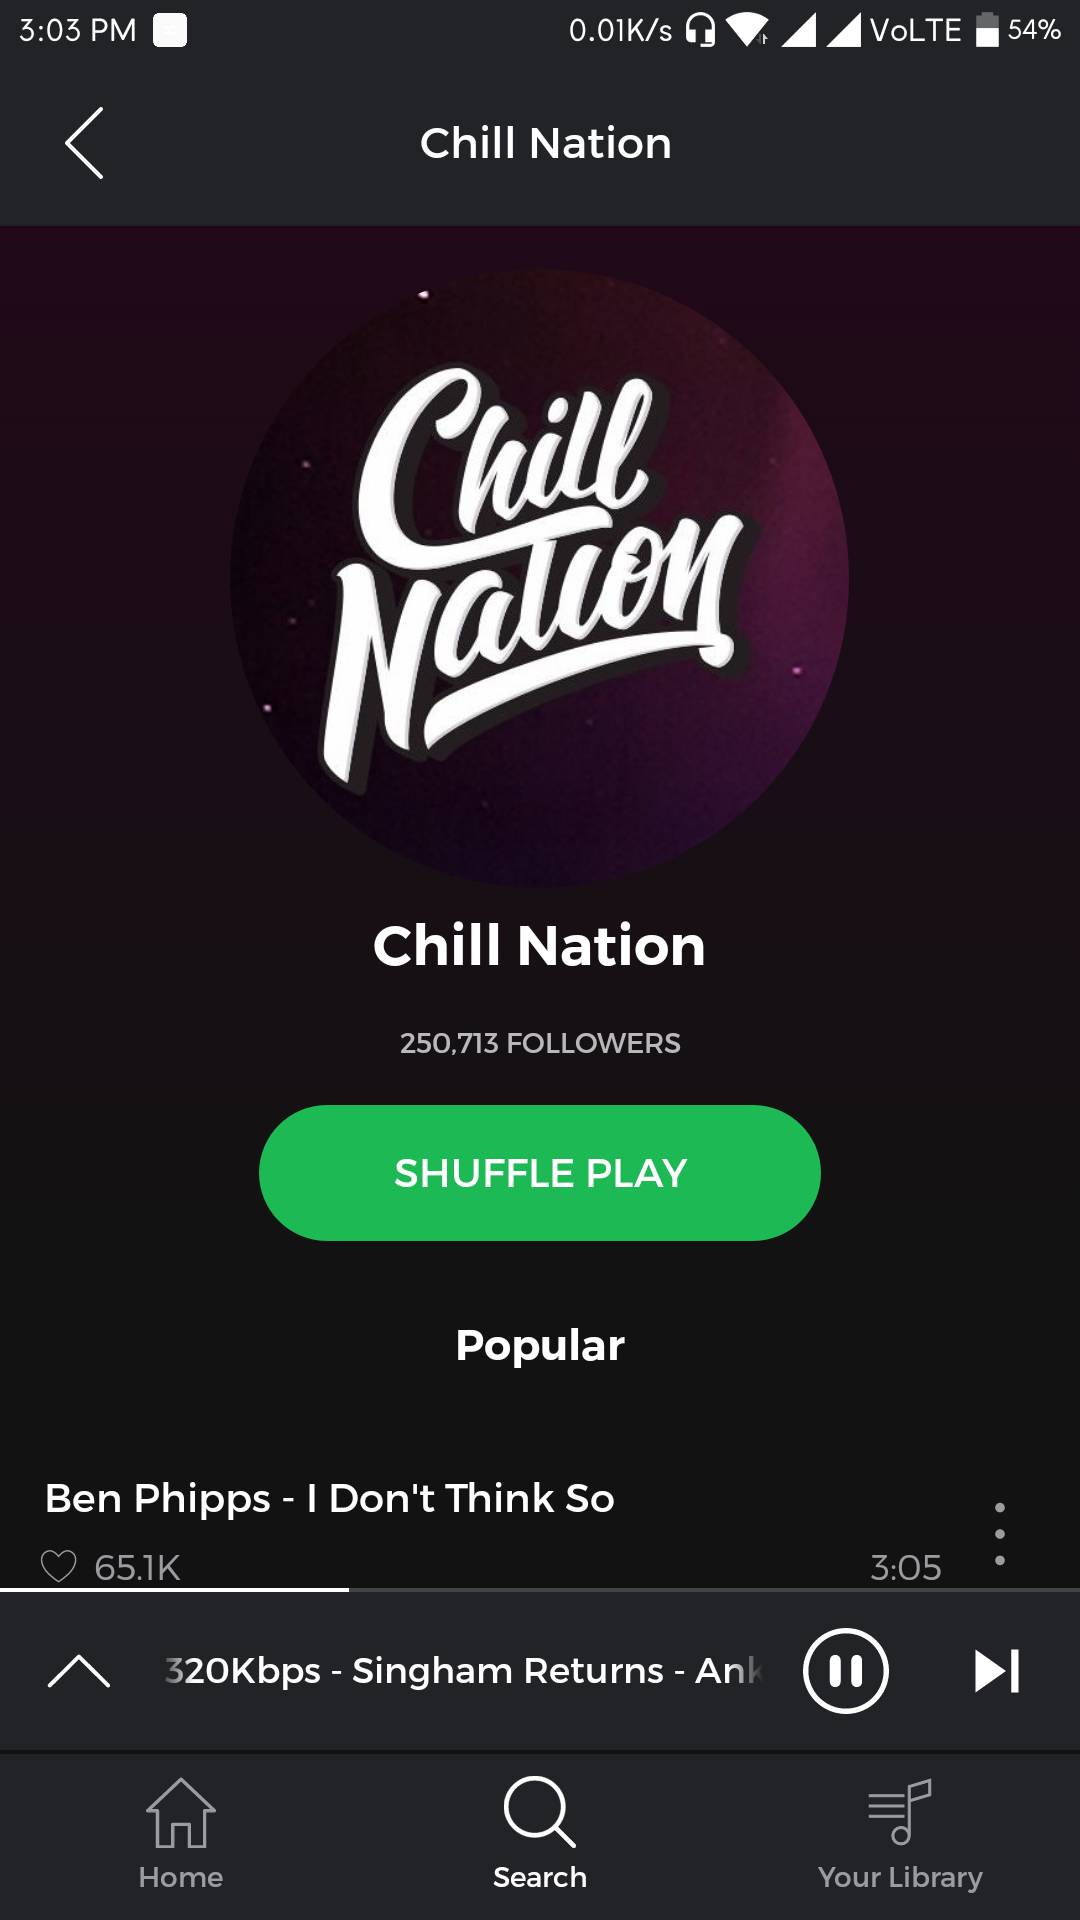 3:03 PM 0.01K/s VoLTE 54%
Chill Nation
Chill
Nation
Chill Nation
250,713 FOLLOWERS
SHUFFLE PLAY
Popular
Ben Phipps - I Don't Think So
65.1K 3:05
320Kbps - Singham Returns - Ank
Home Search Your Library